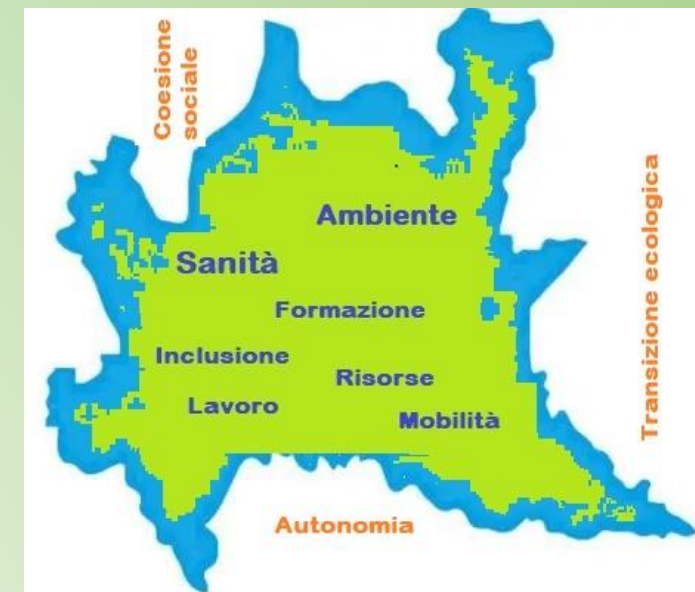 Coesione
sociale
Ambiente
Sanità
Transizione ecologica
Formazione
Inclusione
Risorse
Lavoro
Mobilità
Autonomia